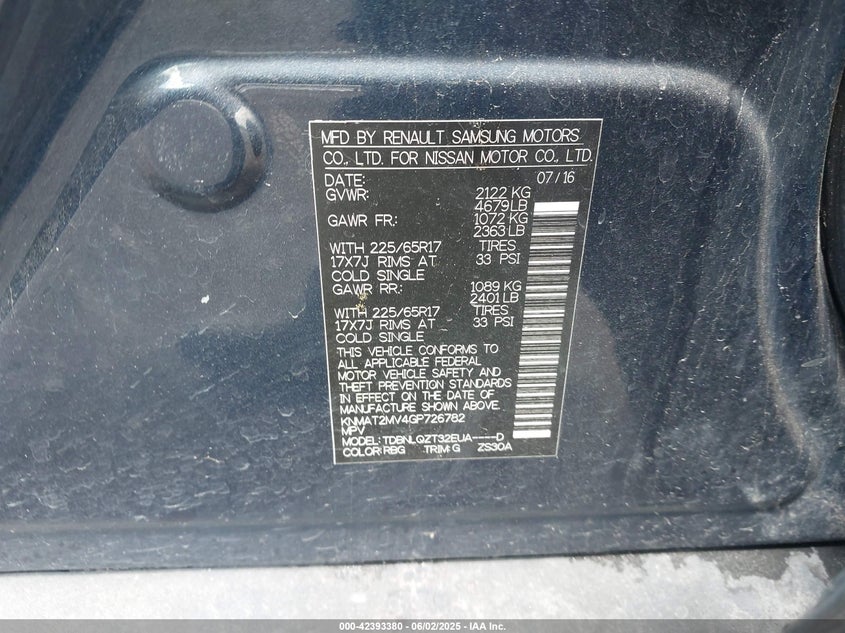 MFD BY RENAULT SAMSUNG MOTORS
CO., LTD. FOR NISSAN MOTOR CO., LTD.
DATE: 07/16
GVWR: 2122 KG
4679 LB
GAWR FR.: 1072 KG
2363 LB
WITH 225/65R17 TIRES
17X7J RIMS AT 33 PSI
COLD SINGLE
GAWR RR.: 1089 KG
2401 LB
WITH 225/65R17 TIRES
17X7J RIMS AT 33 PSI
COLD SINGLE
THIS VEHICLE CONFORMS TO
ALL APPLICABLE FEDERAL
MOTOR VEHICLE SAFETY AND
THEFT PREVENTION STANDARDS
IN EFFECT ON THE DATE OF
MANUFACTURE SHOWN ABOVE.
KNMAT2MV4GP726782
MPV
MODEL: TDBNLQZT32EUA----D
COLOR:RBG TRIM:G ZS30A
000-42393380 - 06/02/2025 - IAA Inc.